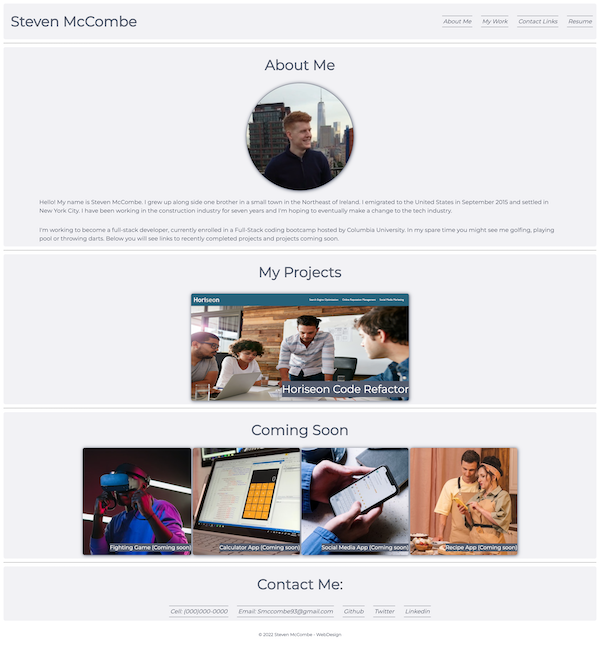 Steven McCombe
About Me
My Work
Contact Links
Resume
About Me
Hello! My name is Steven McCombe. I grew up along side one brother in a small town in the Northeast of Ireland. I emigrated to the United States in September 2015 and settled in
New York City. I have been working in the construction industry for seven years and I'm hoping to eventually make a change to the tech industry.
I'm working to become a full-stack developer, currently enrolled in a Full-Stack coding bootcamp hosted by Columbia University. In my spare time you might see me golfing, playing
pool or throwing darts. Below you will see links to recently completed projects and projects coming soon.
My Projects
Horiseon
Search Engine Optimization
Online Reputation Management
Social Media Marketing
Horiseon Code Refactor
Coming Soon
Fighting Game (Coming soon)
Calculator App (Coming soon)
Social Media App (Coming soon)
Recipe App (Coming soon)
Contact Me:
Cell: (000)000-0000
Email: Smccombe93@gmail.com
Github
Twitter
Linkedin
© 2022 Steven McCombe - WebDesign